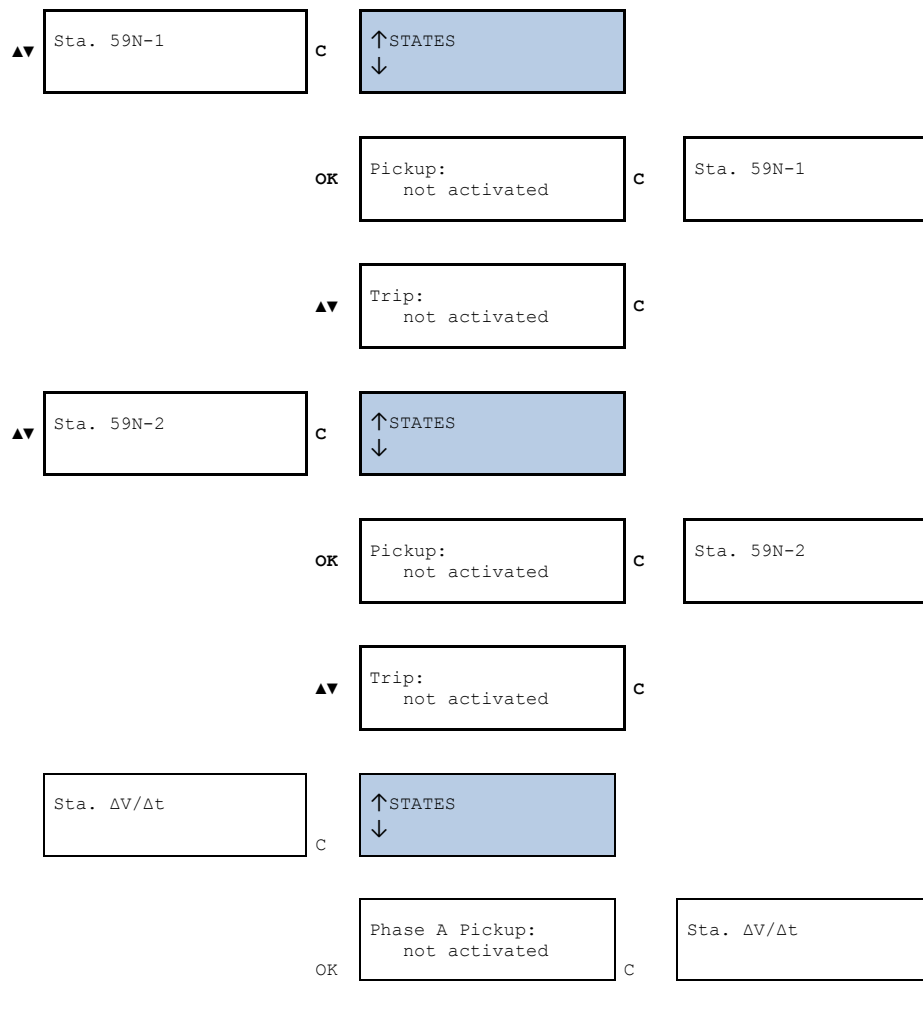 ▲▼ Sta. 59N-1 C ↑STATES
↓
OK Pickup: C Sta. 59N-1
not activated
▲▼ Trip: C
not activated
▲▼ Sta. 59N-2 C ↑STATES
↓
OK Pickup: C Sta. 59N-2
not activated
▲▼ Trip: C
not activated
Sta. ΔV/Δt C ↑STATES
↓
OK Phase A Pickup: C Sta. ΔV/Δt
not activated